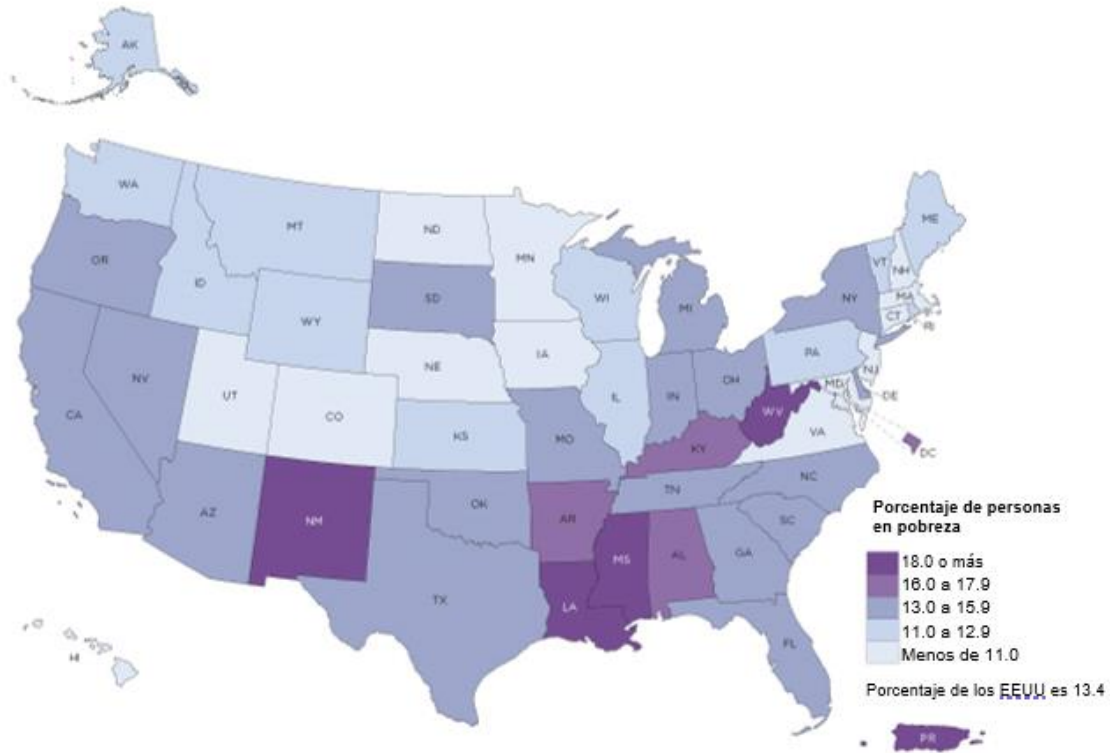 AK
WA
MT
ND
MN
ME
OR
ID
SD
WI
VT
NH
WY
MI
NY
MA
CT
RI
IA
NE
PA
NJ
NV
UT
CO
IL
IN
OH
MD
DE
CA
KS
MO
WV
VA
DC
KY
AZ
NM
OK
AR
TN
NC
SC
TX
LA
MS
AL
GA
FL
HI
Porcentaje de personas
en pobreza
18.0 o más
16.0 a 17.9
13.0 a 15.9
11.0 a 12.9
Menos de 11.0
Porcentaje de los EEUU es 13.4
PR